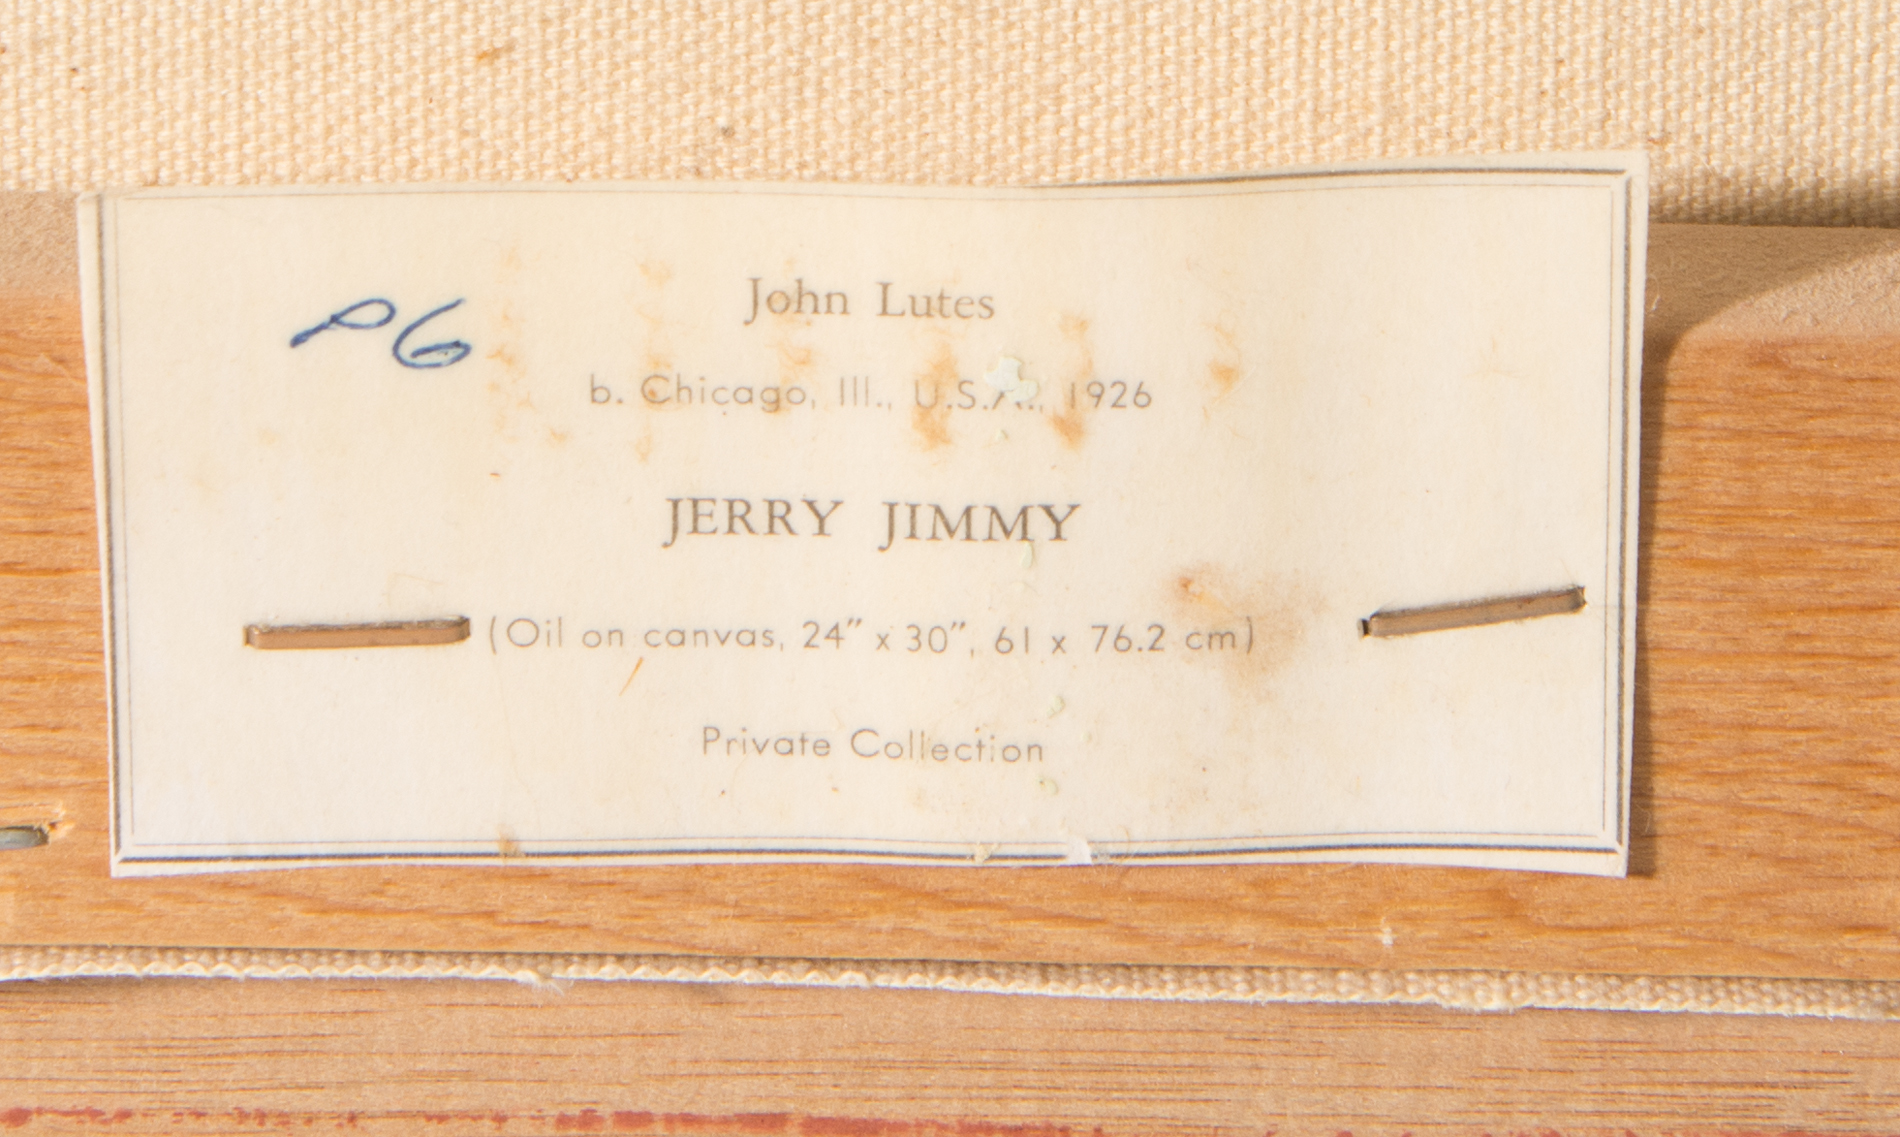 P6
John Lutes
b. Chicago, Ill., U.S.A., 1926
JERRY JIMMY
(Oil on canvas, 24″ x 30″, 61 x 76.2 cm)
Private Collection